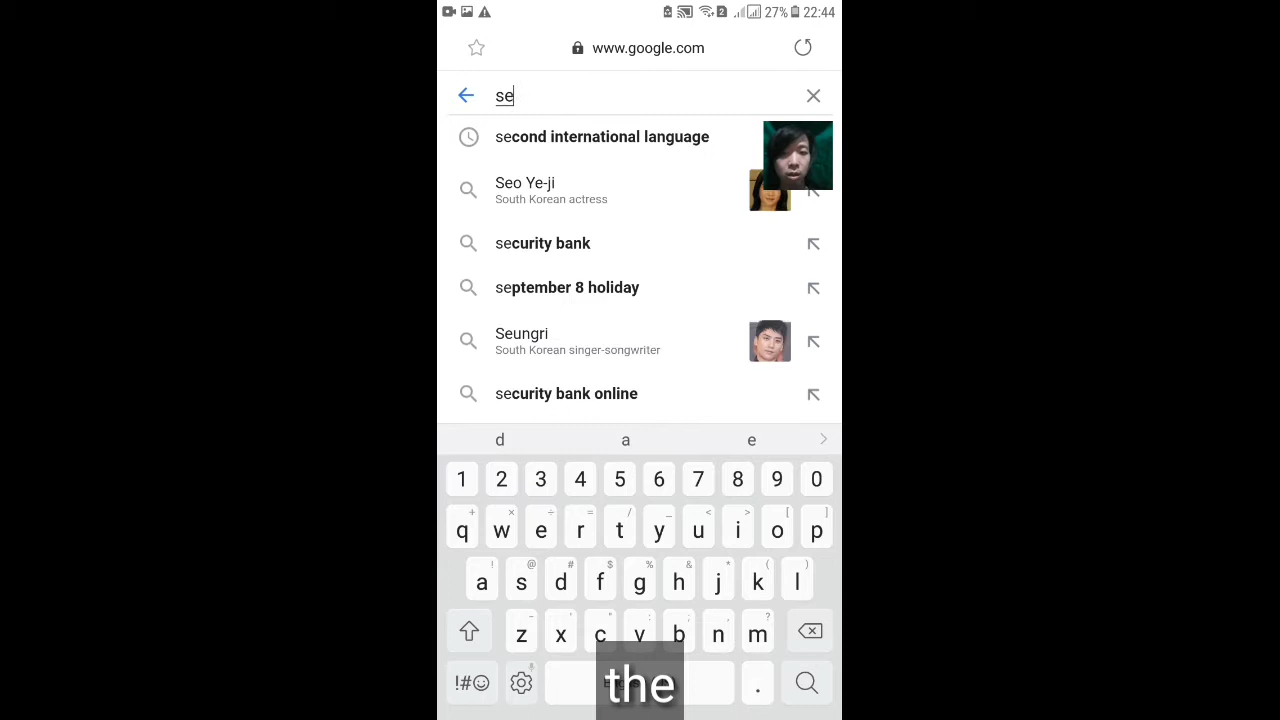 27% 22:44
www.google.com
se
second international language
Seo Ye-ji
South Korean actress
security bank
september 8 holiday
Seungri
South Korean singer-songwriter
security bank online
d a e
1 2 3 4 5 6 7 8 9 0
q w e r t y u i o p
a s d f g h j k l
z x c v b n m
!#☺ .
the